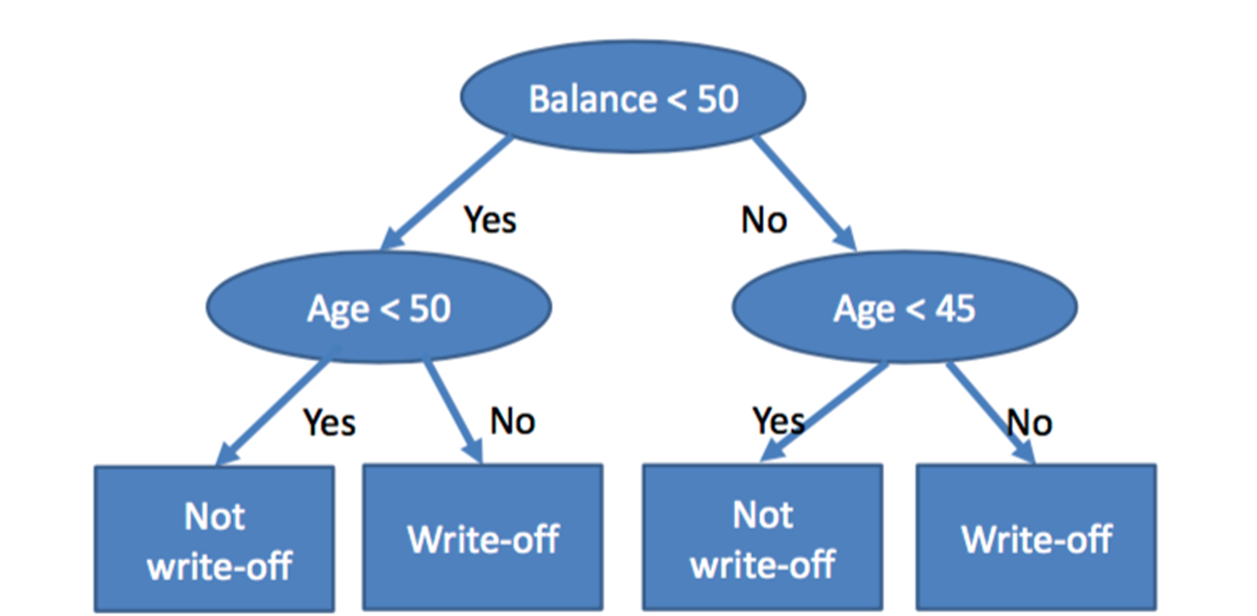 Balance < 50
Yes
No
Age < 50
Age < 45
Yes
No
Yes
No
Not
write-off
Write-off
Not
write-off
Write-off